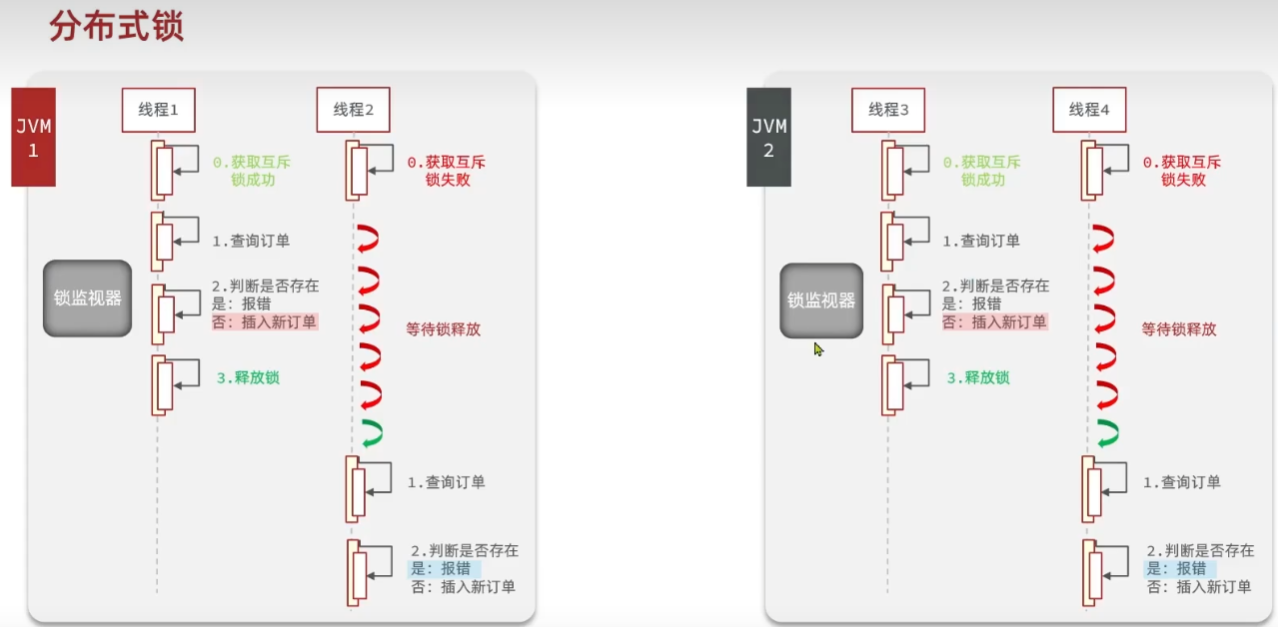 分布式锁
JVM
1
线程1
线程2
0.获取互斥
锁成功
0.获取互斥
锁失败
1.查询订单
锁监视器
2.判断是否存在
是：报错
否：插入新订单
等待锁释放
3.释放锁
1.查询订单
2.判断是否存在
是：报错
否：插入新订单
JVM
2
线程3
线程4
0.获取互斥
锁成功
0.获取互斥
锁失败
1.查询订单
锁监视器
2.判断是否存在
是：报错
否：插入新订单
等待锁释放
3.释放锁
1.查询订单
2.判断是否存在
是：报错
否：插入新订单